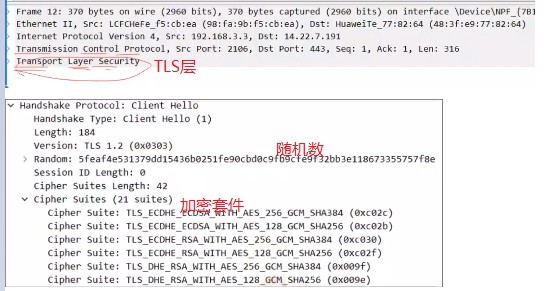 Frame 12: 370 bytes on wire (2960 bits), 370 bytes captured (2960 bits) on interface \Device\NPF_{7B1
Ethernet II, Src: LCFCHeFe_f5:cb:ea (98:fa:9b:f5:cb:ea), Dst: HuaweiTe_77:82:64 (48:3f:e9:77:82:64)
Internet Protocol Version 4, Src: 192.168.3.3, Dst: 14.22.7.191
Transmission Control Protocol, Src Port: 2106, Dst Port: 443, Seq: 1, Ack: 1, Len: 316
Transport Layer Security TLS层
Handshake Protocol: Client Hello
Handshake Type: Client Hello (1)
Length: 184
Version: TLS 1.2 (0x0303)
随机数
Random: 5feaf4e531379dd15436b0251fe90cbd0c9fb9cfe9f32bb3e118673355757f8e
Session ID Length: 0
Cipher Suites Length: 42
Cipher Suites (21 suites) 加密套件
Cipher Suite: TLS_ECDHE_ECDSA_WITH_AES_256_GCM_SHA384 (0xc02c)
Cipher Suite: TLS_ECDHE_ECDSA_WITH_AES_128_GCM_SHA256 (0xc02b)
Cipher Suite: TLS_ECDHE_RSA_WITH_AES_256_GCM_SHA384 (0xc030)
Cipher Suite: TLS_ECDHE_RSA_WITH_AES_128_GCM_SHA256 (0xc02f)
Cipher Suite: TLS_DHE_RSA_WITH_AES_256_GCM_SHA384 (0x009f)
Cipher Suite: TLS_DHE_RSA_WITH_AES_128_GCM_SHA256 (0x009e)